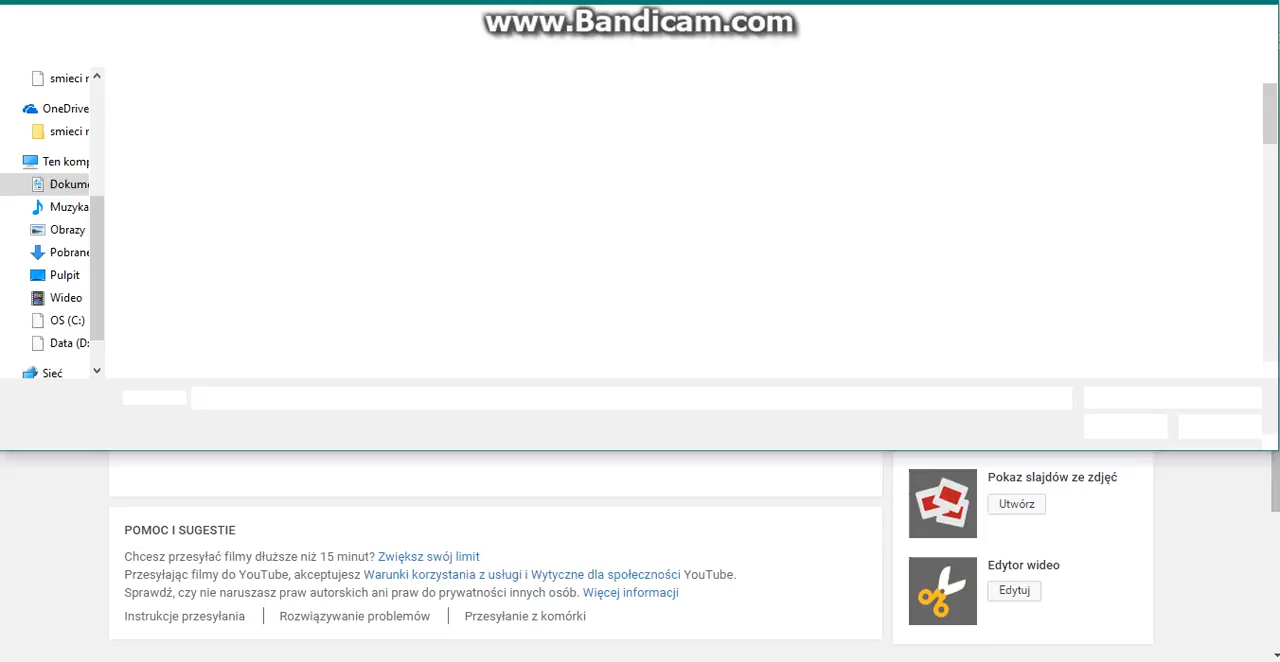 www.Bandicam.com
smieci r
OneDrive
smieci r
Ten komp
Dokume
Muzyka
Obrazy
Pobrane
Pulpit
Wideo
OS (C:)
Data (D:
Sieć
Pokaz slajdów ze zdjęć
Utwórz
POMOC I SUGESTIE
Chcesz przesyłać filmy dłuższe niż 15 minut? Zwiększ swój limit
Przesyłając filmy do YouTube, akceptujesz Warunki korzystania z usługi i Wytyczne dla społeczności YouTube.
Sprawdź, czy nie naruszasz praw autorskich ani praw do prywatności innych osób. Więcej informacji
Instrukcje przesyłania
Rozwiązywanie problemów
Przesyłanie z komórki
Edytor wideo
Edytuj